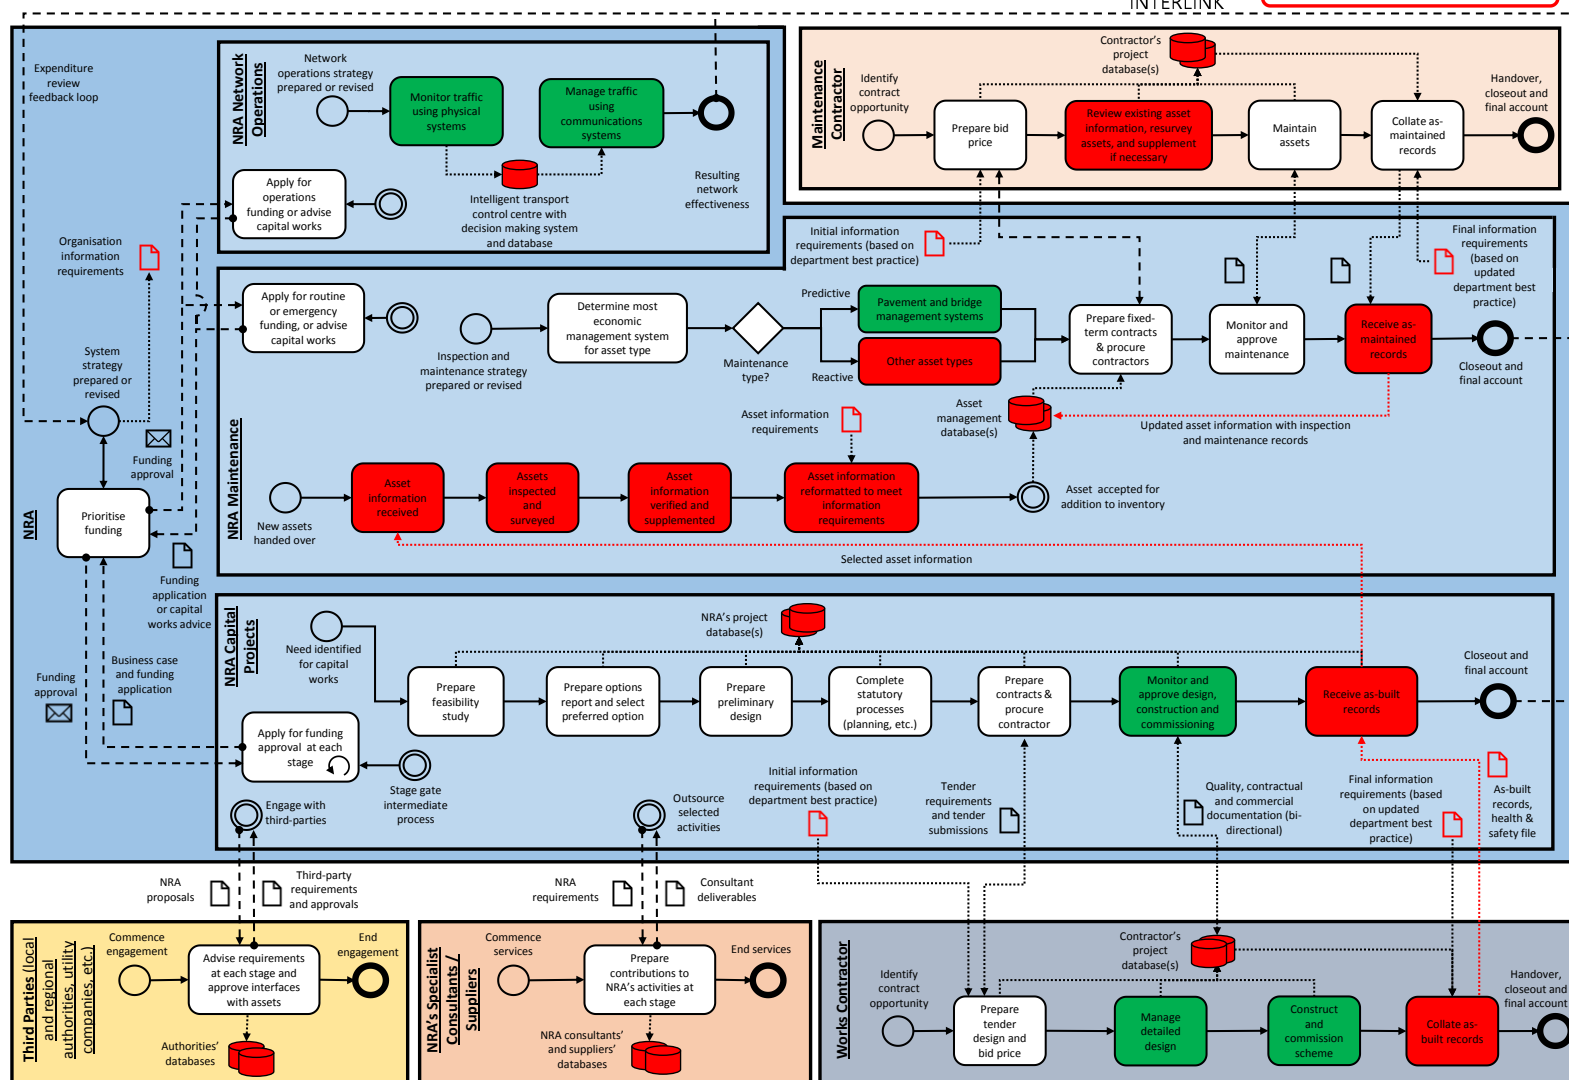 INTERLINK
Expenditure
review
feedback loop
NRA Network
Operations
Network
operations strategy
prepared or revised
Monitor traffic
using physical
systems
Manage traffic
using
communications
systems
Apply for
operations
funding or advise
capital works
Intelligent transport
control centre with
decision making system
and database
Resulting
network
effectiveness
Maintenance
Contractor
Identify
contract
opportunity
Contractor's
project
database(s)
Prepare bid
price
Review existing asset
information, resurvey
assets, and supplement
if necessary
Maintain
assets
Collate as-
maintained
records
Handover,
closeout and
final account
Organisation
information
requirements
System
strategy
prepared or
revised
Funding
approval
NRA
Prioritise
funding
Funding
application
or capital
works advice
Funding
approval
Business case
and funding
application
NRA Maintenance
Apply for routine
or emergency
funding, or advise
capital works
Inspection and
maintenance strategy
prepared or revised
Determine most
economic
management system
for asset type
Maintenance
type?
Predictive
Reactive
Pavement and bridge
management systems
Other asset types
Initial information
requirements (based on
department best practice)
Prepare fixed-
term contracts
& procure
contractors
Monitor and
approve
maintenance
Receive as-
maintained
records
Final information
requirements
(based on
updated
department best
practice)
Closeout and
final account
Asset information
requirements
Asset
management
database(s)
Updated asset information with inspection
and maintenance records
New assets
handed over
Asset
information
received
Assets
inspected
and
surveyed
Asset
information
verified and
supplemented
Asset information
reformatted to meet
information
requirements
Asset accepted for
addition to inventory
Selected asset information
NRA Capital
Projects
Need identified
for capital
works
NRA's project
database(s)
Prepare
feasibility
study
Prepare options
report and select
preferred option
Prepare
preliminary
design
Complete
statutory
processes
(planning, etc.)
Prepare
contracts &
procure
contractor
Monitor and
approve design,
construction and
commissioning
Receive as-built
records
Closeout and
final account
Apply for funding
approval at each
stage
Stage gate
intermediate
process
Engage with
third-parties
Outsource
selected
activities
Initial information
requirements (based on
department best practice)
Tender
requirements
and tender
submissions
Quality, contractual
and commercial
documentation (bi-
directional)
Final information
requirements (based
on updated
department best
practice)
As-built
records,
health &
safety file
NRA
proposals
Third-party
requirements
and approvals
NRA
requirements
Consultant
deliverables
Third Parties (local
and regional
authorities, utility
companies, etc.)
Commence
engagement
Advise requirements
at each stage and
approve interfaces
with assets
End
engagement
Authorities'
databases
NRA's Specialist
Consultants /
Suppliers
Commence
services
Prepare
contributions to
NRA's activities at
each stage
End services
NRA consultants'
and suppliers'
databases
Works Contractor
Identify
contract
opportunity
Contractor's
project
database(s)
Prepare
tender
design and
bid price
Manage
detailed
design
Construct
and
commission
scheme
Collate as-
built records
Handover,
closeout and
final account